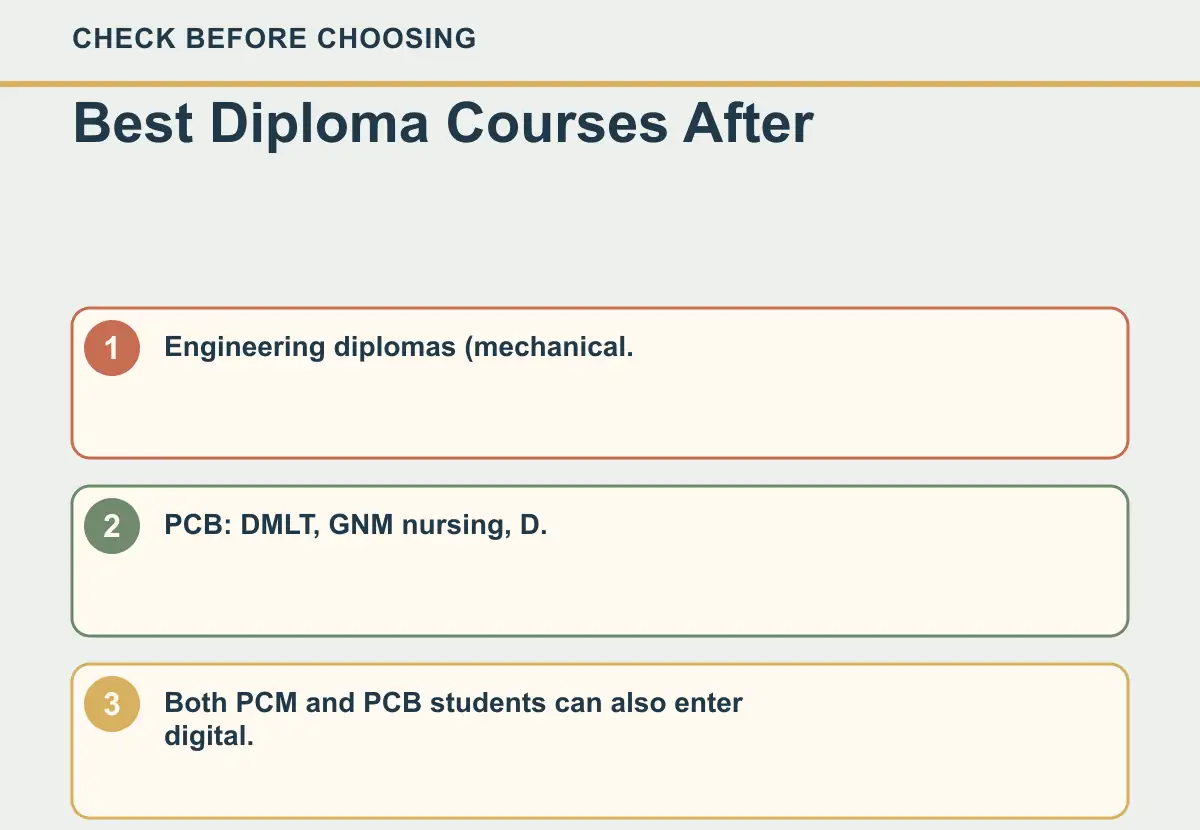 CHECK BEFORE CHOOSING
Best Diploma Courses After
1
Engineering diplomas (mechanical.
2
PCB: DMLT, GNM nursing, D.
3
Both PCM and PCB students can also enter
digital.